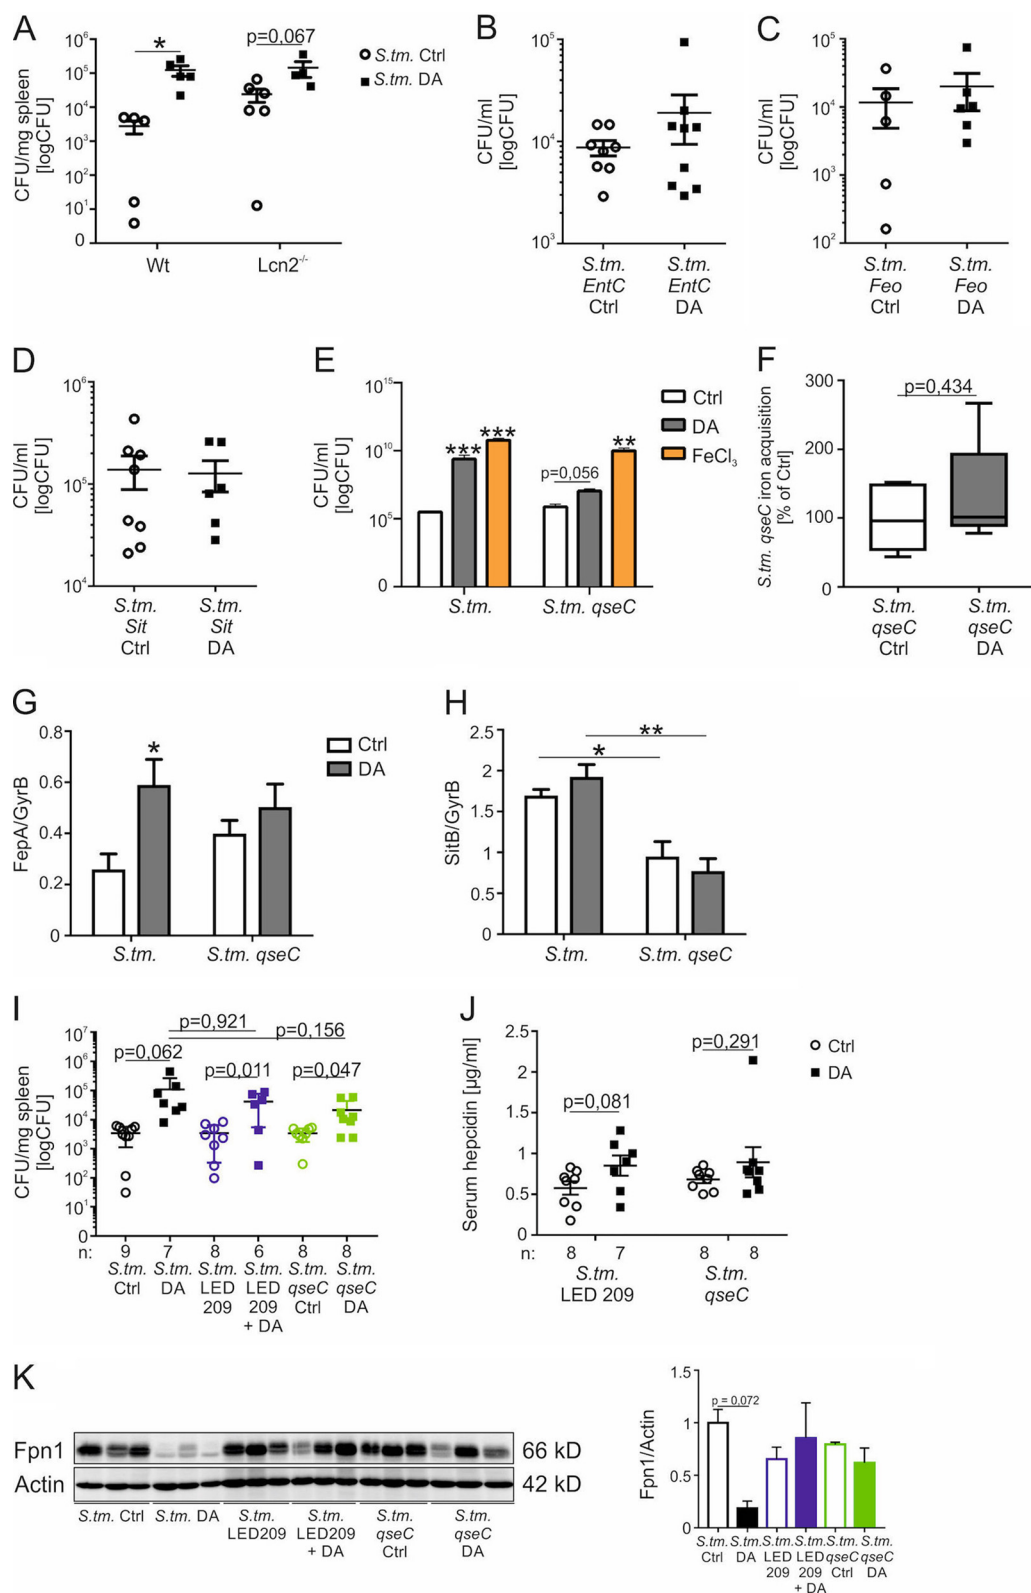 A
CFU/mg spleen
[logCFU]
10⁶
10⁵
10⁴
10³
10²
10¹
0
*
p=0,067
Wt
Lcn2⁻/⁻
S.tm. Ctrl
S.tm. DA
B
CFU/ml
[logCFU]
10⁵
10⁴
10³
S.tm.
EntC
Ctrl
S.tm.
EntC
DA
C
CFU/ml
[logCFU]
10⁵
10⁴
10³
10²
S.tm.
Feo
Ctrl
S.tm.
Feo
DA
D
CFU/ml
[logCFU]
10⁶
10⁵
10⁴
S.tm.
Sit
Ctrl
S.tm.
Sit
DA
E
CFU/ml
[logCFU]
10¹⁵
10¹⁰
10⁵
0
***
***
p=0,056
**
S.tm.
S.tm. qseC
Ctrl
DA
FeCl₃
F
S.tm. qseC iron acquisition
[% of Ctrl]
300
200
100
0
p=0,434
S.tm.
qseC
Ctrl
S.tm.
qseC
DA
G
FepA/GyrB
0.8
0.6
0.4
0.2
0
*
S.tm.
S.tm. qseC
Ctrl
DA
H
SitB/GyrB
2.5
2
1.5
1
0.5
0
*
**
S.tm.
S.tm. qseC
I
CFU/mg spleen
[logCFU]
10⁷
10⁶
10⁵
10⁴
10³
10²
10¹
0
p=0,921
p=0,156
p=0,062
p=0,011
p=0,047
n: 9 7 8 6 8 8
S.tm.
Ctrl
S.tm.
DA
S.tm.
LED
209
S.tm.
LED
209
+ DA
S.tm.
qseC
Ctrl
S.tm.
qseC
DA
J
Serum hepcidin [µg/ml]
2.5
2
1.5
1
0.5
0
p=0,081
p=0,291
Ctrl
DA
n: 8 7 8 8
S.tm.
LED 209
S.tm.
qseC
K
Fpn1
66 kD
Actin
42 kD
S.tm. Ctrl
S.tm. DA
S.tm.
LED209
S.tm.
LED209
+ DA
S.tm.
qseC
Ctrl
S.tm.
qseC
DA
Fpn1/Actin
1.5
1
0.5
0
p = 0,072
S.tm.
Ctrl
S.tm.
DA
S.tm.
LED
209
S.tm.
LED
209
+ DA
S.tm.
qseC
Ctrl
S.tm.
qseC
DA